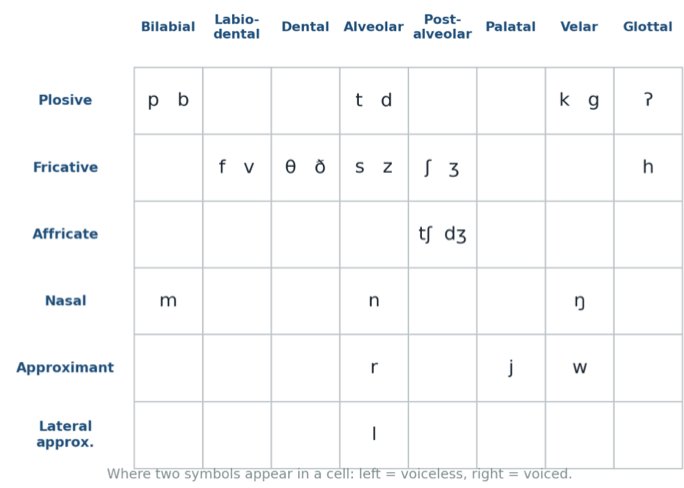 Bilabial Labio-dental Dental Alveolar Post-alveolar Palatal Velar Glottal
Plosive p b t d k g ʔ
Fricative f v θ ð s z ʃ ʒ h
Affricate tʃ dʒ
Nasal m n ŋ
Approximant r j w
Lateral approx. l
Where two symbols appear in a cell: left = voiceless, right = voiced.